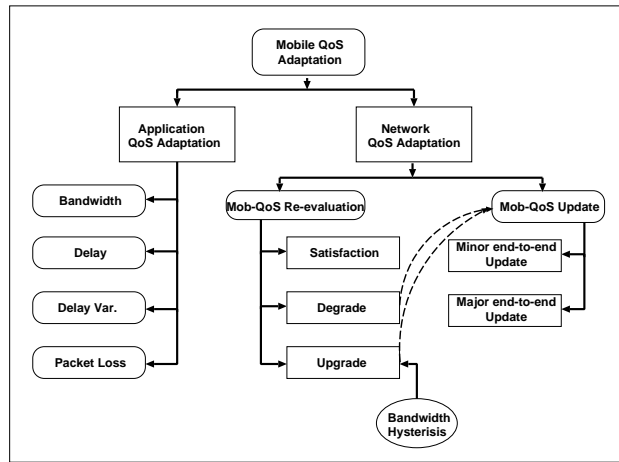 Mobile QoS
Adaptation
Application
QoS Adaptation
Network
QoS Adaptation
Bandwidth
Delay
Delay Var.
Packet Loss
Mob-QoS Re-evaluation
Satisfaction
Degrade
Upgrade
Bandwidth
Hysterisis
Mob-QoS Update
Minor end-to-end
Update
Major end-to-end
Update